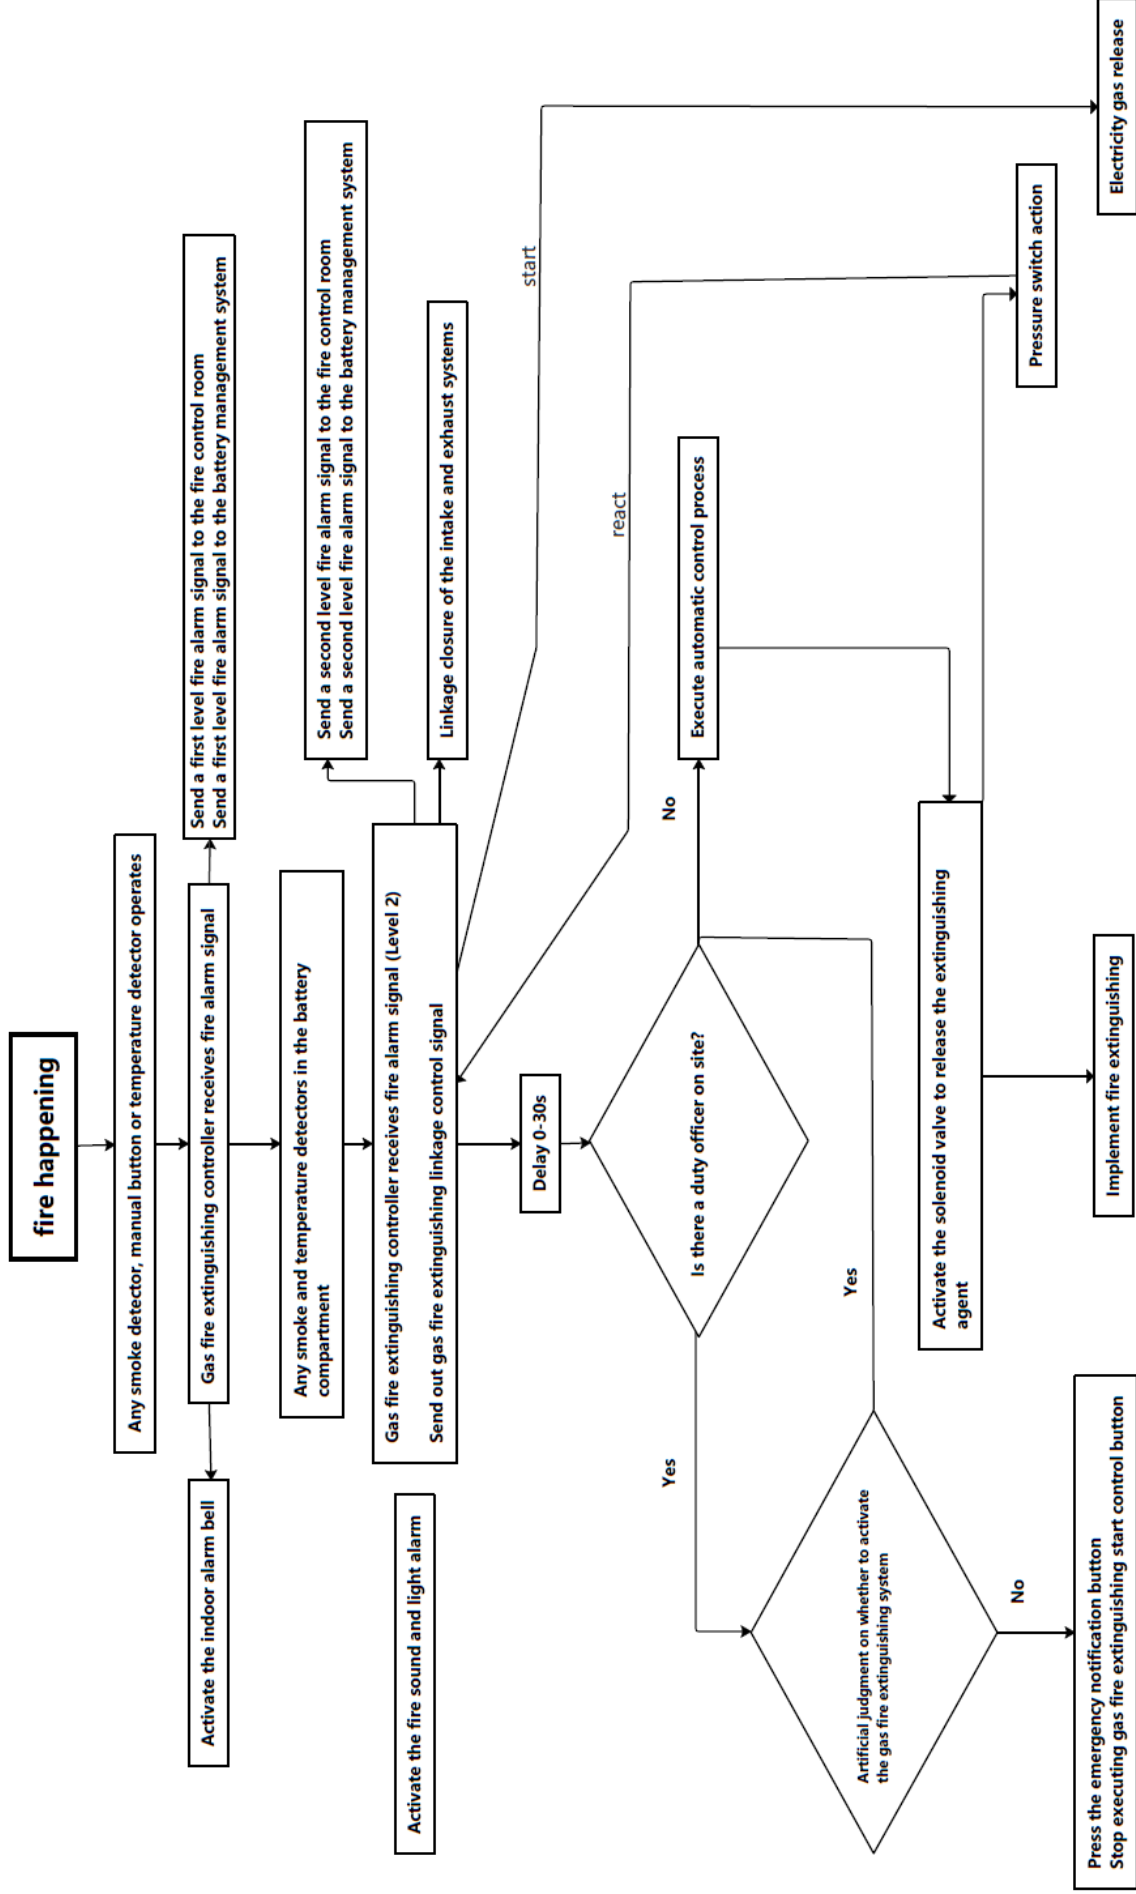 fire happening
Any smoke detector, manual button or temperature detector operates
Activate the indoor alarm bell
Gas fire extinguishing controller receives fire alarm signal
Send a first level fire alarm signal to the fire control room
Send a first level fire alarm signal to the battery management system
Any smoke and temperature detectors in the battery
compartment
Send a second level fire alarm signal to the fire control room
Send a second level fire alarm signal to the battery management system
Activate the fire sound and light alarm
Gas fire extinguishing controller receives fire alarm signal (Level 2)
Send out gas fire extinguishing linkage control signal
Linkage closure of the intake and exhaust systems
start
Delay 0-30s
react
Yes
Is there a duty officer on site?
No
Execute automatic control process
Artificial judgment on whether to activate
the gas fire extinguishing system
Yes
Activate the solenoid valve to release the extinguishing
agent
No
Pressure switch action
Press the emergency notification button
Stop executing gas fire extinguishing start control button
Implement fire extinguishing
Electricity gas release